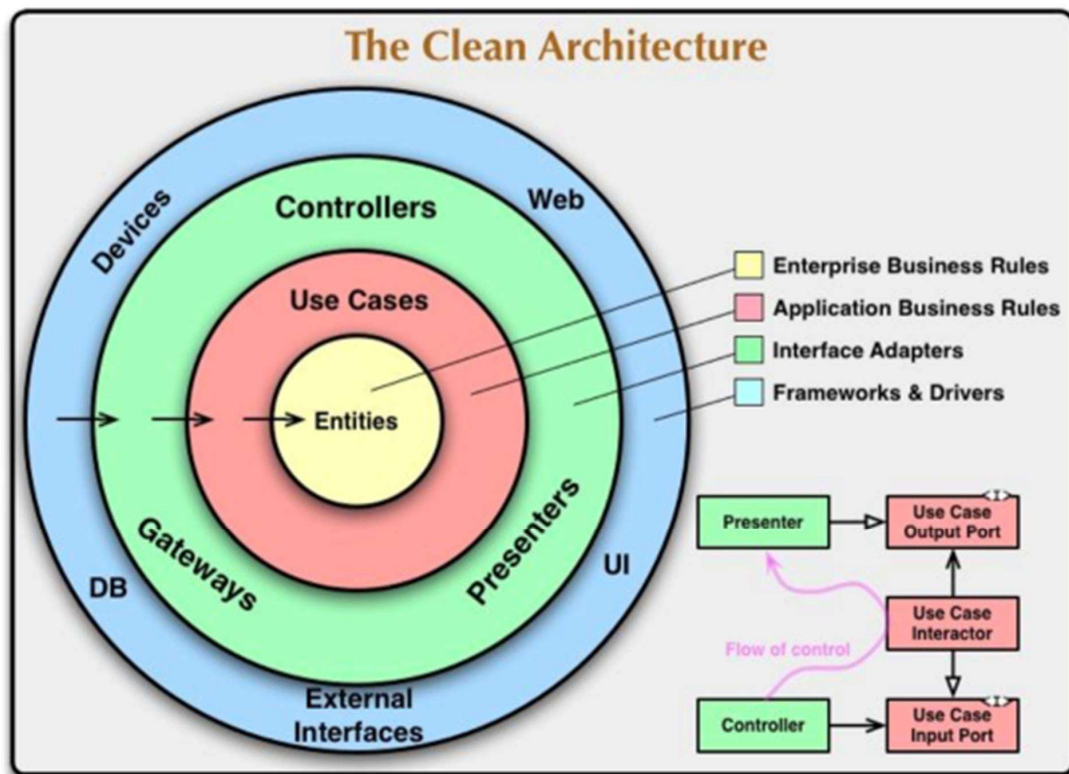 The Clean Architecture
Devices
Web
Controllers
Use Cases
Entities
Gateways
Presenters
DB
UI
External
Interfaces
Enterprise Business Rules
Application Business Rules
Interface Adapters
Frameworks & Drivers
Presenter
Use Case
Output Port
<I>
Use Case
Interactor
Flow of control
Controller
Use Case
Input Port
<I>